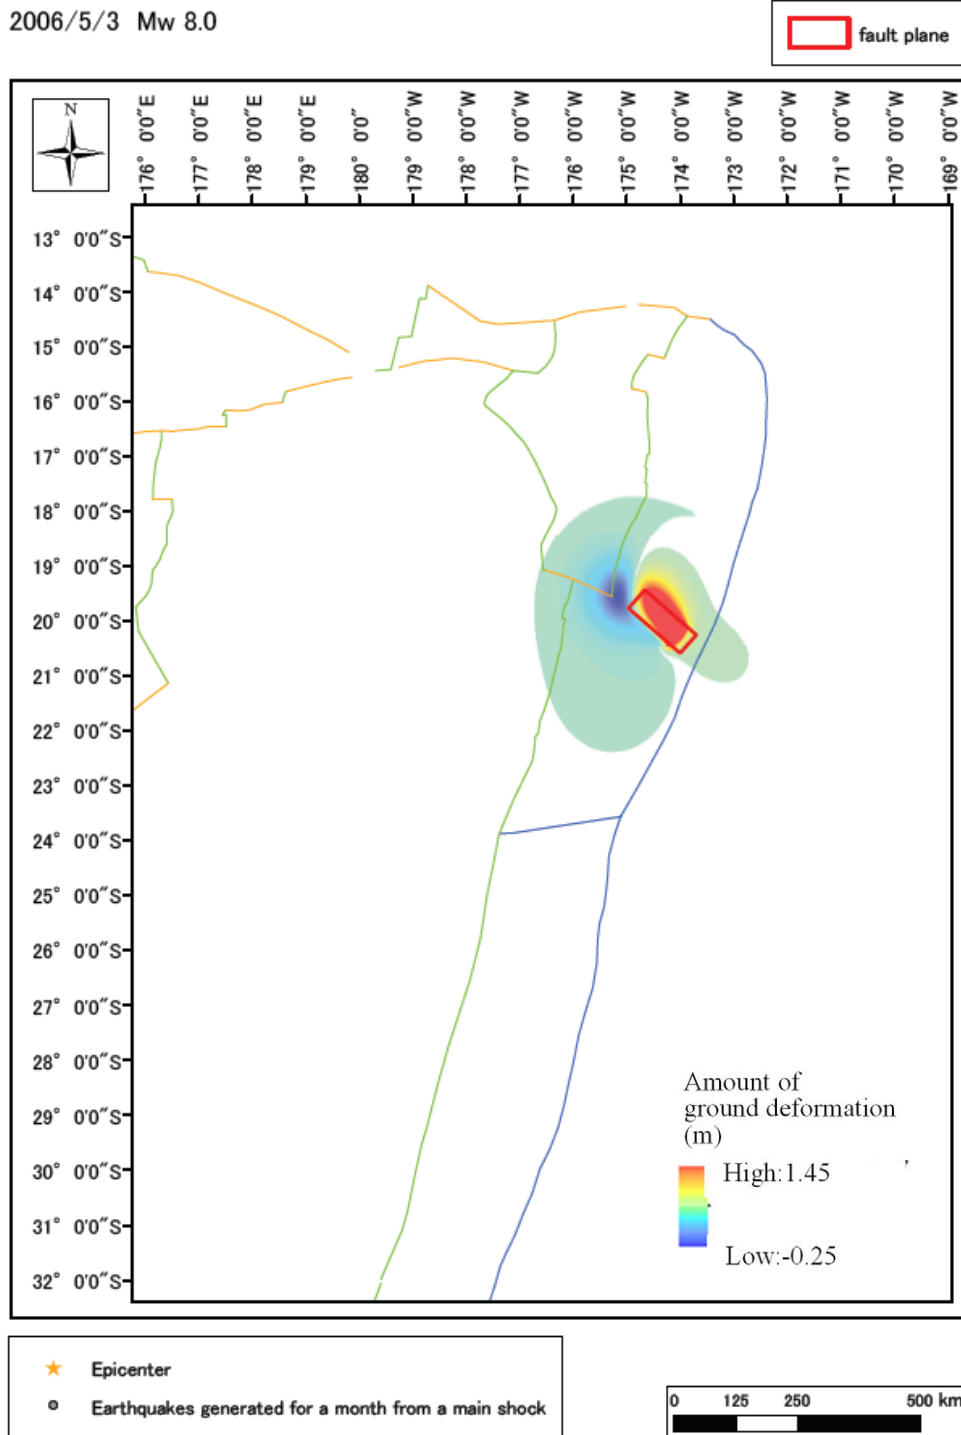 2006/5/3 Mw 8.0
fault plane
N
176° 0'0"E
177° 0'0"E
178° 0'0"E
179° 0'0"E
180° 0'0"
179° 0'0"W
178° 0'0"W
177° 0'0"W
176° 0'0"W
175° 0'0"W
174° 0'0"W
173° 0'0"W
172° 0'0"W
171° 0'0"W
170° 0'0"W
169° 0'0"W
13° 0'0"S
14° 0'0"S
15° 0'0"S
16° 0'0"S
17° 0'0"S
18° 0'0"S
19° 0'0"S
20° 0'0"S
21° 0'0"S
22° 0'0"S
23° 0'0"S
24° 0'0"S
25° 0'0"S
26° 0'0"S
27° 0'0"S
28° 0'0"S
29° 0'0"S
30° 0'0"S
31° 0'0"S
32° 0'0"S
Amount of
ground deformation
(m)
High:1.45
Low:-0.25
Epicenter
Earthquakes generated for a month from a main shock
0 125 250 500 km